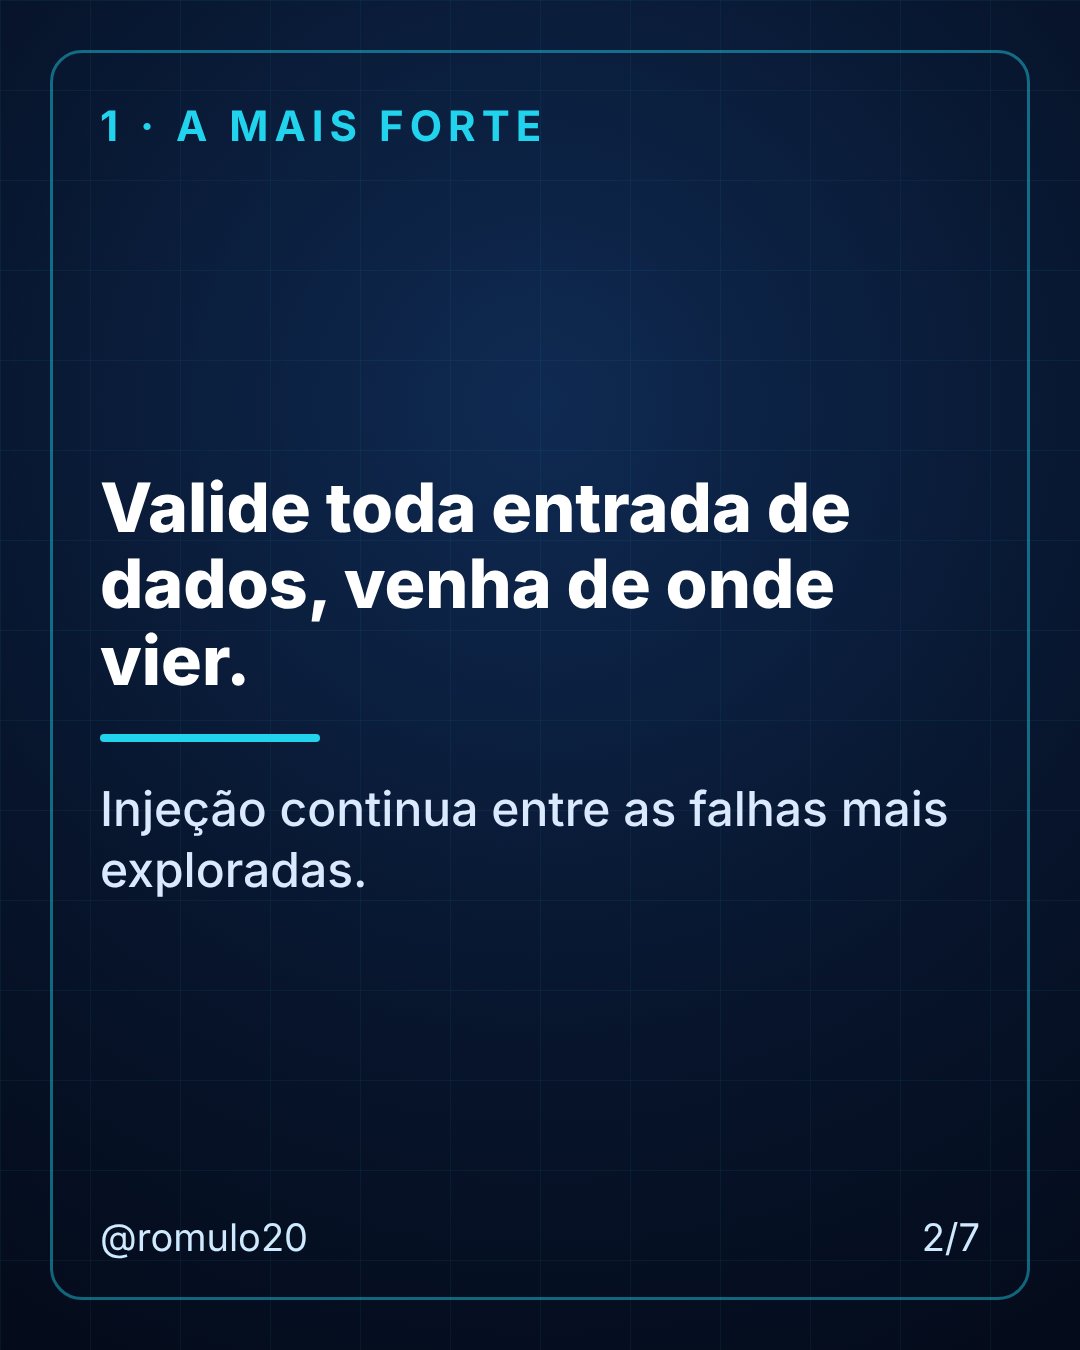 1 · A MAIS FORTE
Valide toda entrada de
dados, venha de onde
vier.
Injeção continua entre as falhas mais
exploradas.
@romulo20
2/7